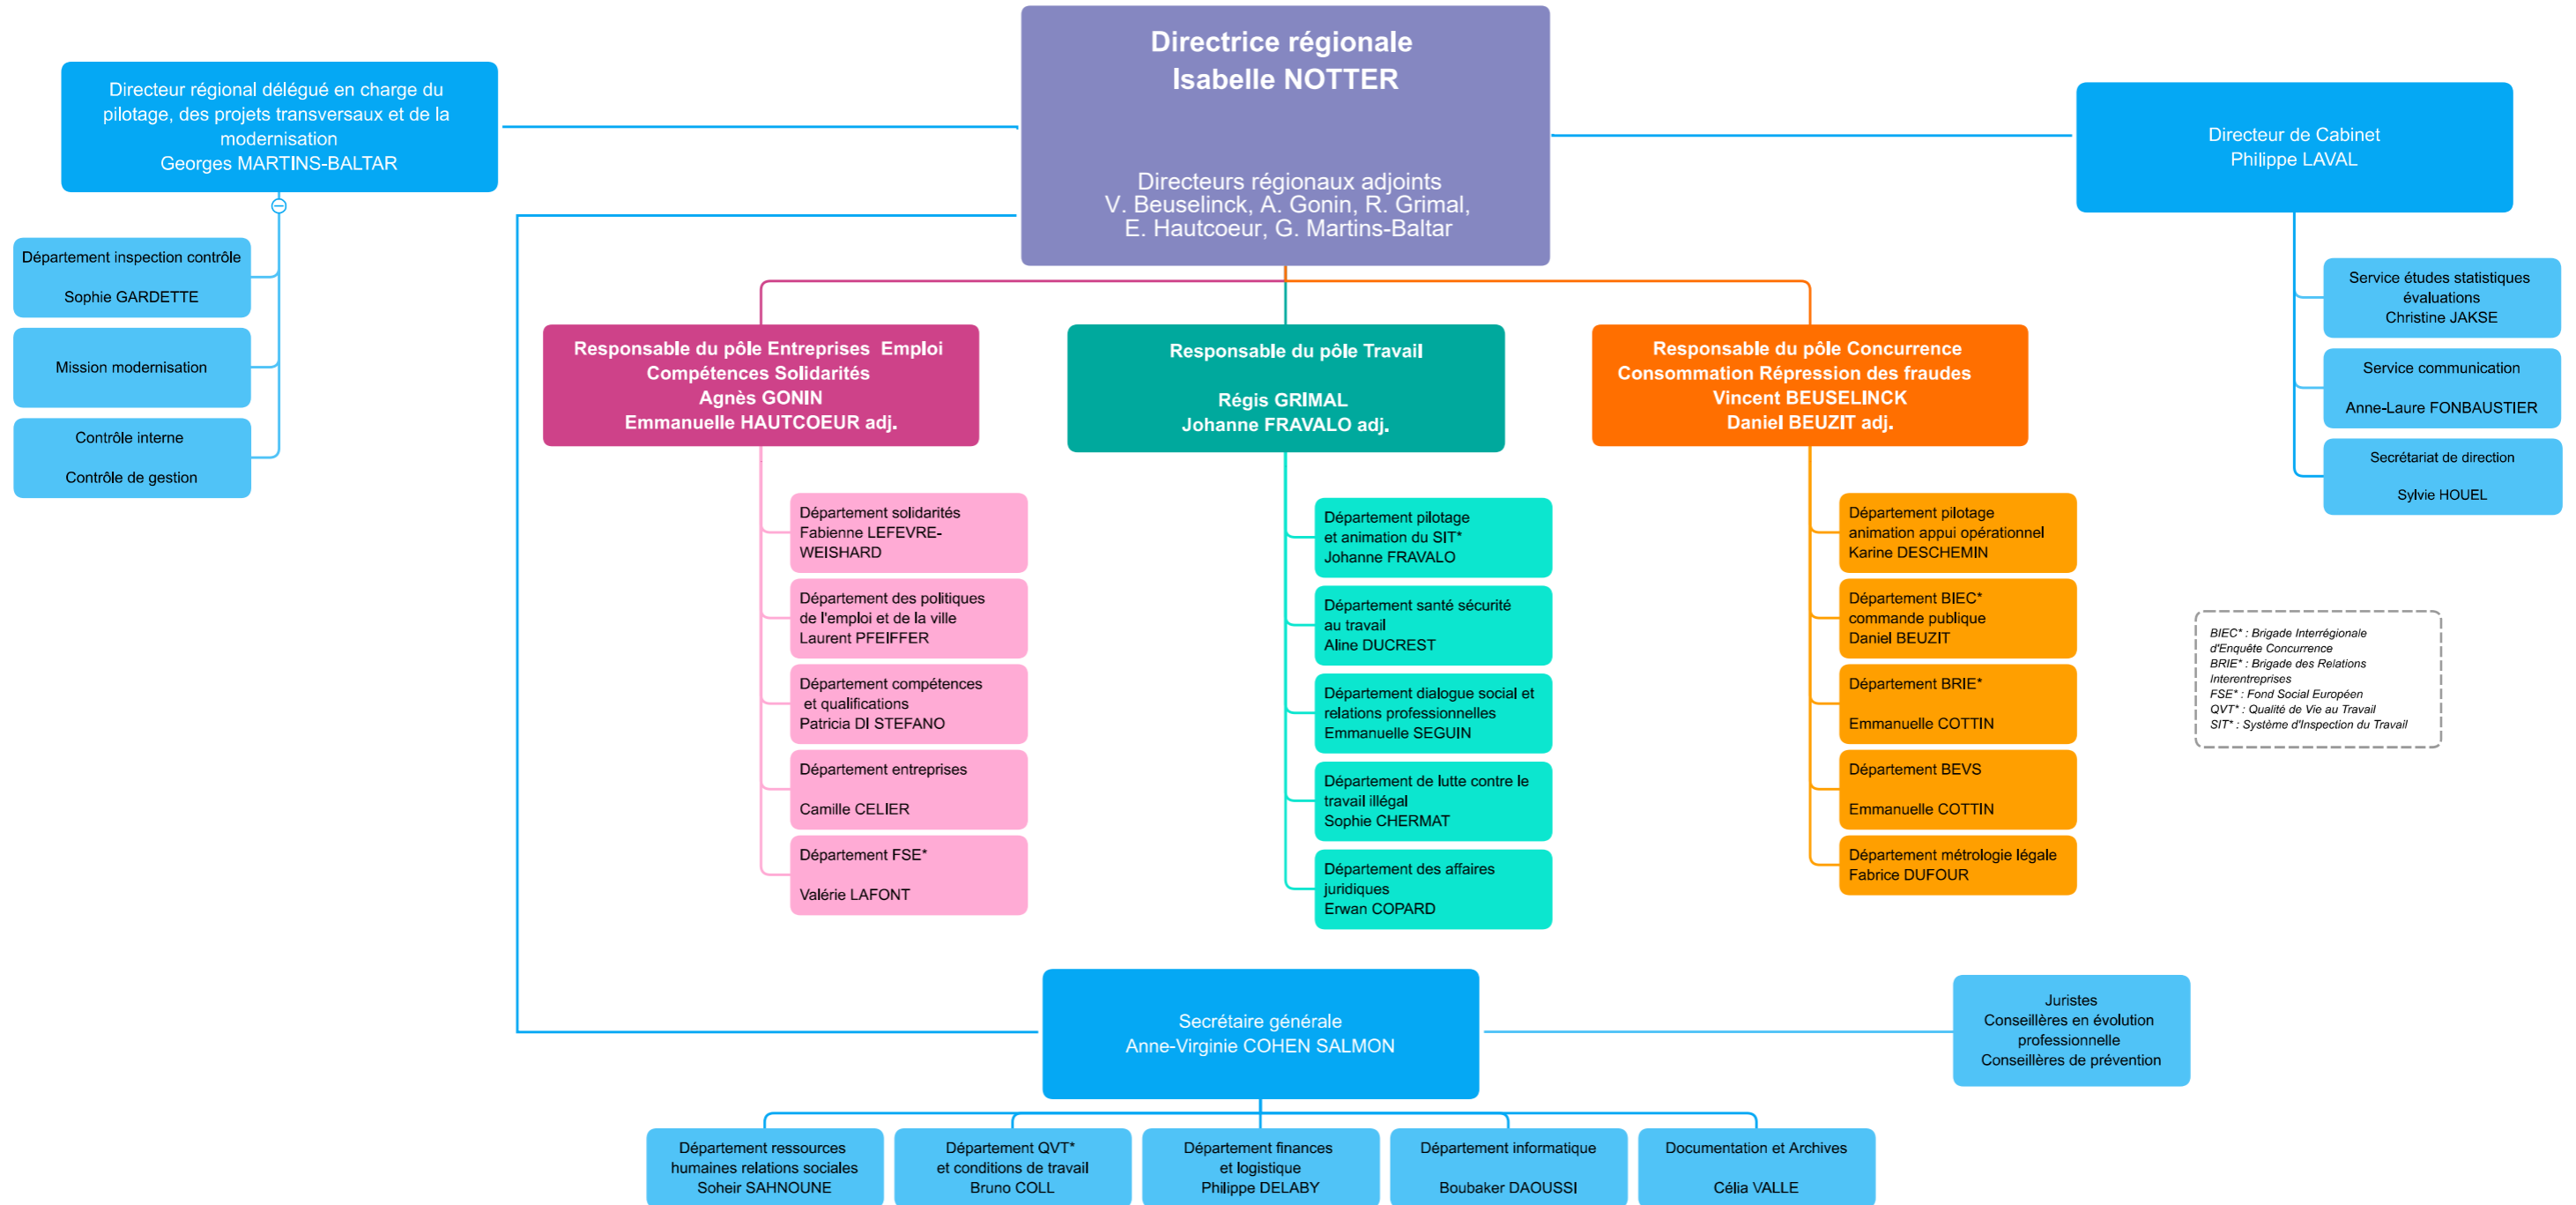 Directrice régionale
Isabelle NOTTER
Directeurs régionaux adjoints
V. Beuselinck, A. Gonin, R. Grimal,
E. Hautcoeur, G. Martins-Baltar
Directeur régional délégué en charge du
pilotage, des projets transversaux et de la
modernisation
Georges MARTINS-BALTAR
Département inspection contrôle
Sophie GARDETTE
Mission modernisation
Contrôle interne
Contrôle de gestion
Directeur de Cabinet
Philippe LAVAL
Service études statistiques
évaluations
Christine JAKSE
Service communication
Anne-Laure FONBAUSTIER
Secrétariat de direction
Sylvie HOUEL
Responsable du pôle Entreprises Emploi
Compétences Solidarités
Agnès GONIN
Emmanuelle HAUTCOEUR adj.
Département solidarités
Fabienne LEFEVRE-
WEISHARD
Département des politiques
de l'emploi et de la ville
Laurent PFEIFFER
Département compétences
et qualifications
Patricia DI STEFANO
Département entreprises
Camille CELIER
Département FSE*
Valérie LAFONT
Responsable du pôle Travail
Régis GRIMAL
Johanne FRAVALO adj.
Département pilotage
et animation du SIT*
Johanne FRAVALO
Département santé sécurité
au travail
Aline DUCREST
Département dialogue social et
relations professionnelles
Emmanuelle SEGUIN
Département de lutte contre le
travail illégal
Sophie CHERMAT
Département des affaires
juridiques
Erwan COPARD
Responsable du pôle Concurrence
Consommation Répression des fraudes
Vincent BEUSELINCK
Daniel BEUZIT adj.
Département pilotage
animation appui opérationnel
Karine DESCHEMIN
Département BIEC*
commande publique
Daniel BEUZIT
Département BRIE*
Emmanuelle COTTIN
Département BEVS
Emmanuelle COTTIN
Département métrologie légale
Fabrice DUFOUR
BIEC* : Brigade Interrégionale
d'Enquête Concurrence
BRIE* : Brigade des Relations
Interentreprises
FSE* : Fond Social Européen
QVT* : Qualité de Vie au Travail
SIT* : Système d'Inspection du Travail
Secrétaire générale
Anne-Virginie COHEN SALMON
Juristes
Conseillères en évolution
professionnelle
Conseillères de prévention
Département ressources
humaines relations sociales
Soheir SAHNOUNE
Département QVT*
et conditions de travail
Bruno COLL
Département finances
et logistique
Philippe DELABY
Département informatique
Boubaker DAOUSSI
Documentation et Archives
Célia VALLE